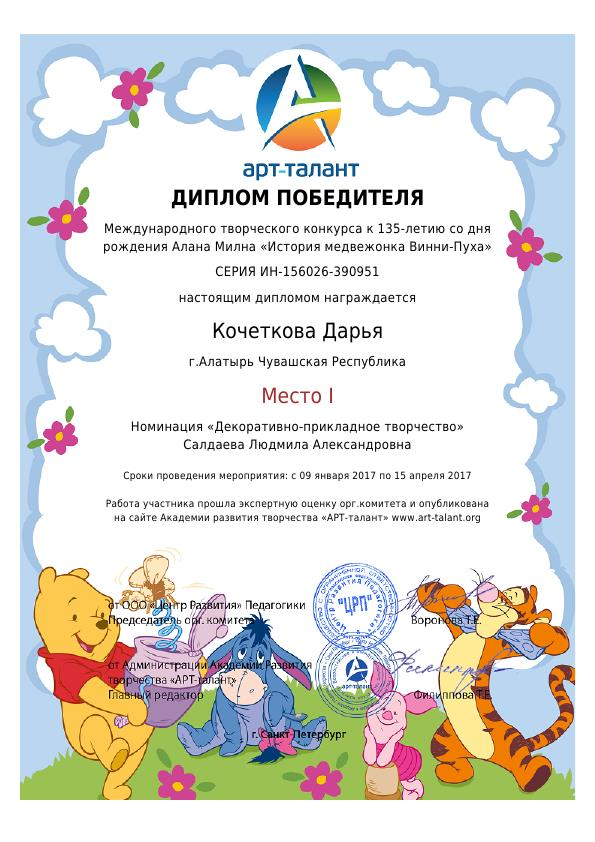 арт-талант
ДИПЛОМ ПОБЕДИТЕЛЯ
Международного творческого конкурса к 135-летию со дня
рождения Алана Милна «История медвежонка Винни-Пуха»
СЕРИЯ ИН-156026-390951
настоящим дипломом награждается
Кочеткова Дарья
г.Алатырь Чувашская Республика
Место I
Номинация «Декоративно-прикладное творчество»
Салдаева Людмила Александровна
Сроки проведения мероприятия: с 09 января 2017 по 15 апреля 2017
Работа участника прошла экспертную оценку орг.комитета и опубликована
на сайте Академии развития творчества «АРТ-талант» www.art-talant.org
от ООО «Центр Развития» Педагогики
Председатель орг. комитета
"ЦРП"
Воронова Т.Е.
от Администрации Академии Развития
творчества «АРТ-талант»
Главный редактор
арт-талант
Филиппова Т.Е.
г. Санкт-Петербург